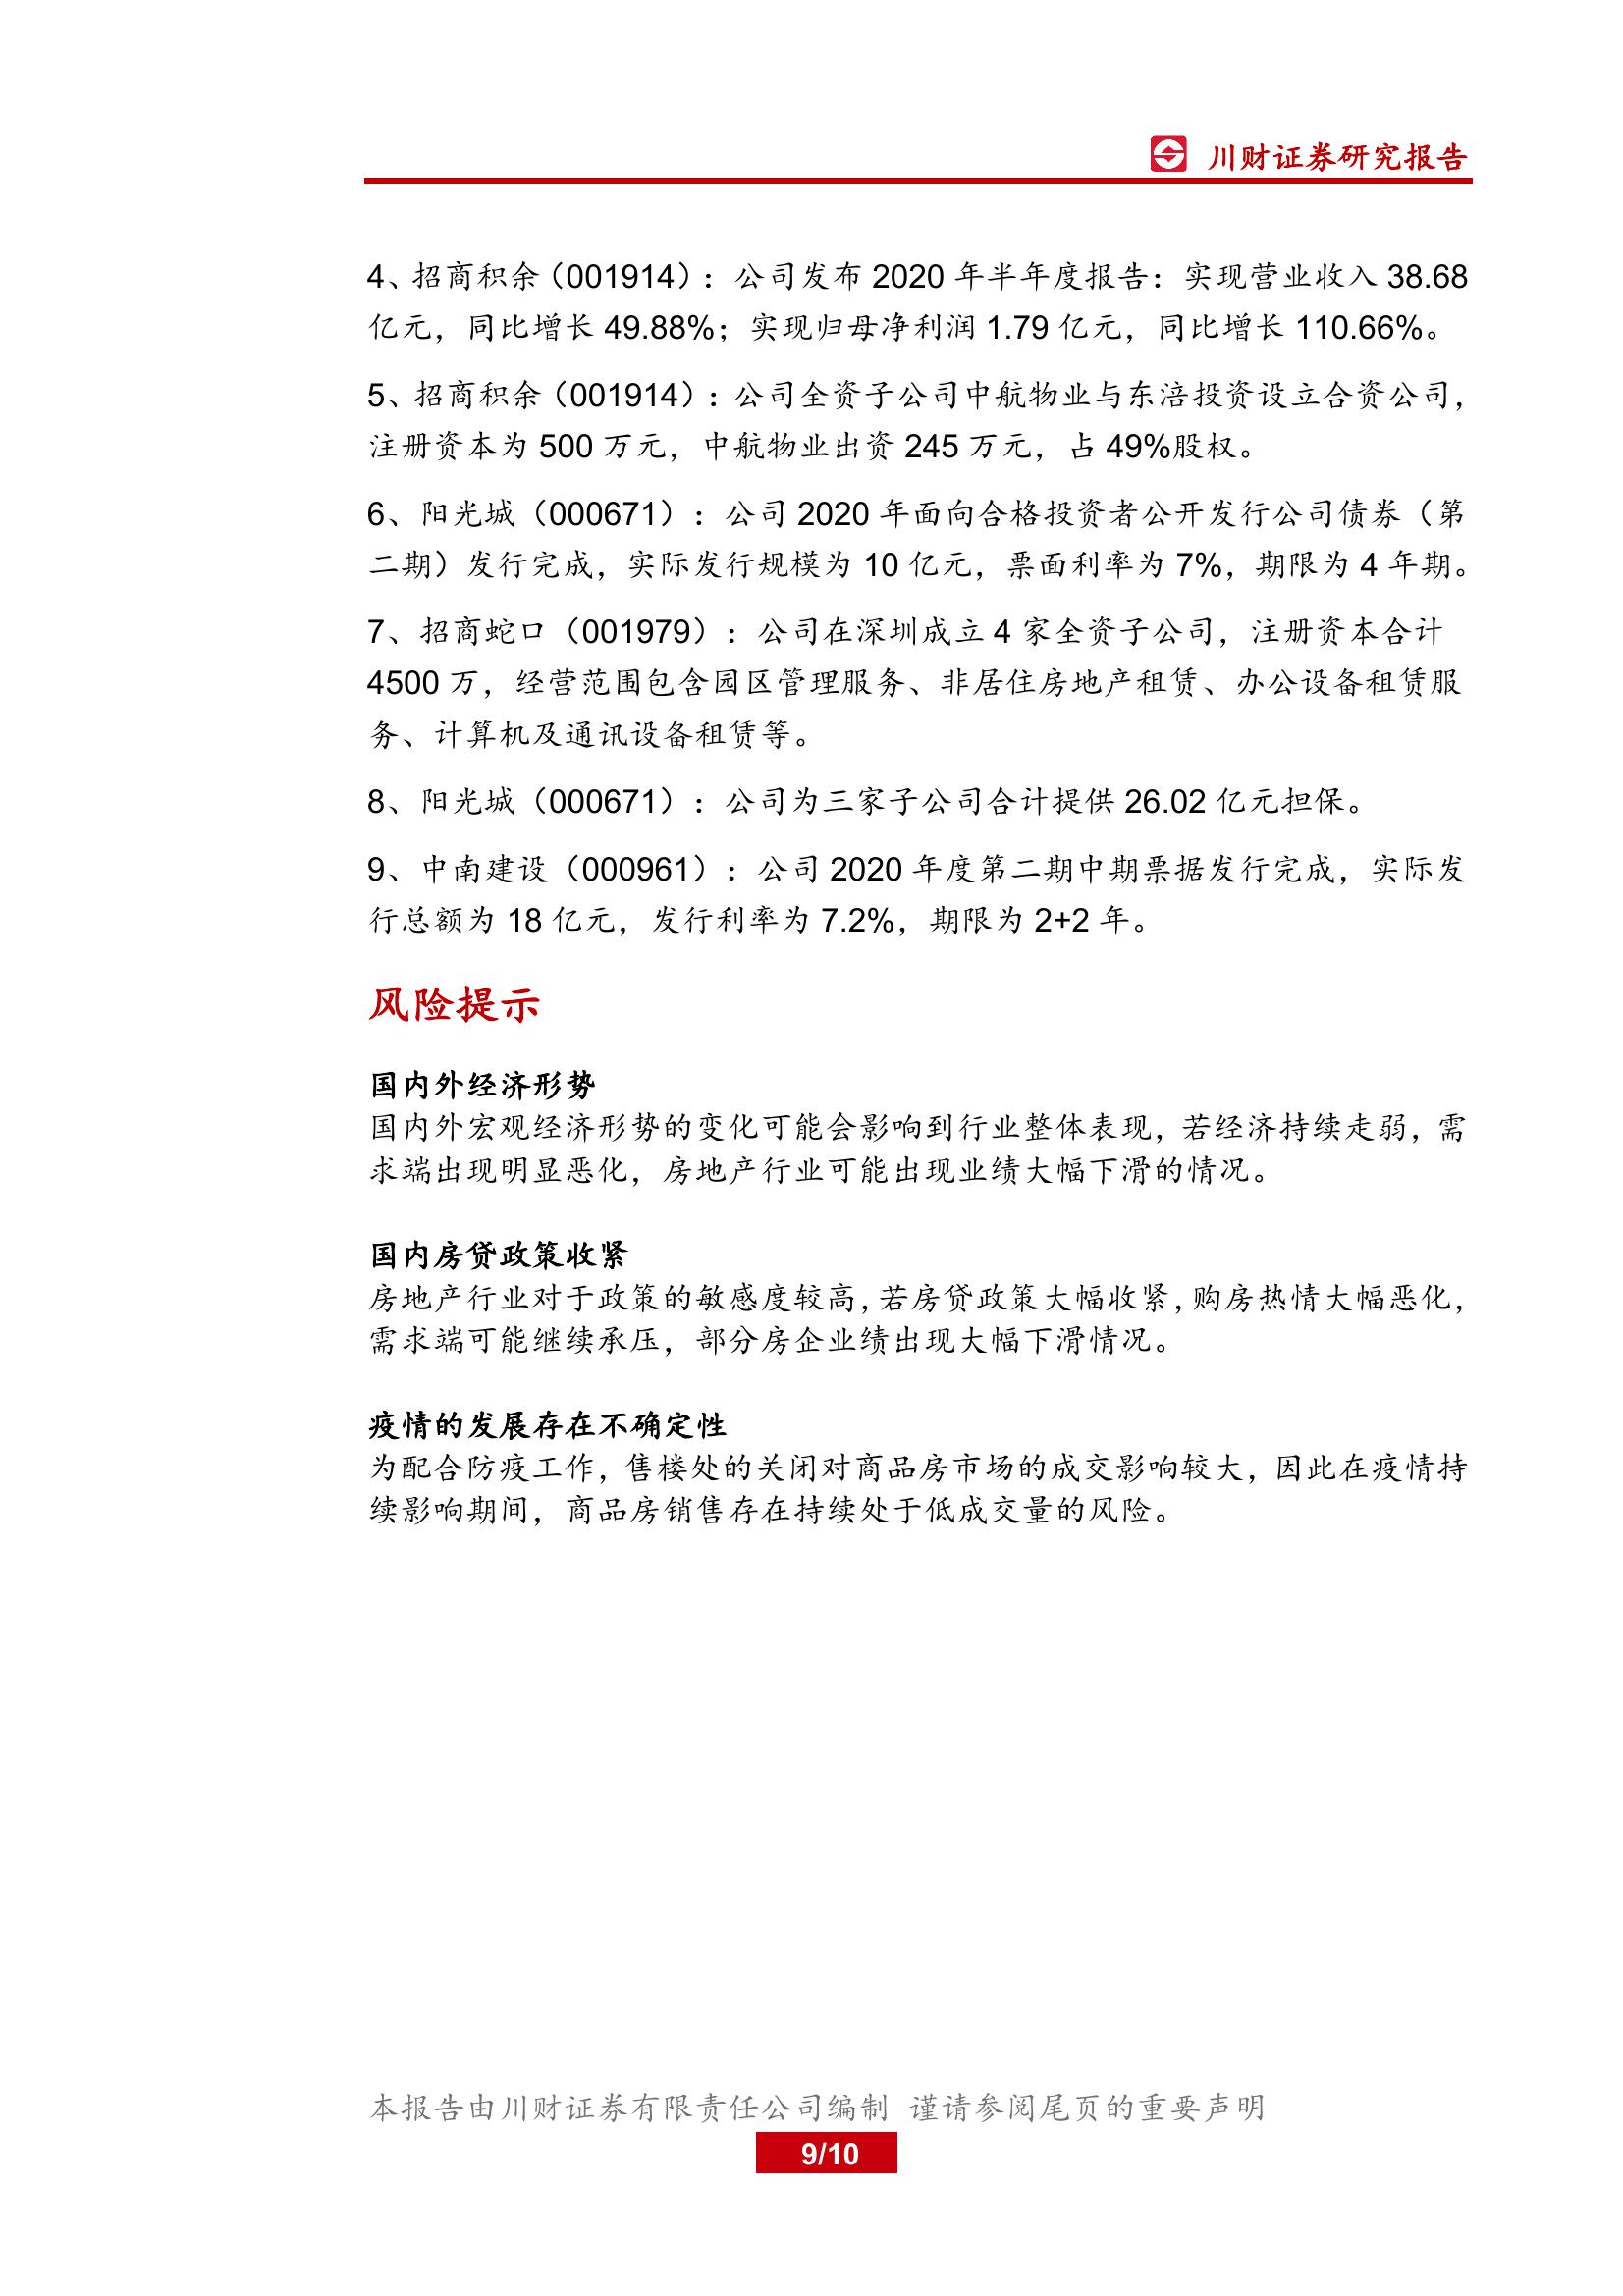 川财证券研究报告
4、招商积余（001914）：公司发布 2020 年半年度报告：实现营业收入 38.68
亿元，同比增长 49.88%；实现归母净利润 1.79 亿元，同比增长 110.66%。
5、招商积余（001914）：公司全资子公司中航物业与东涪投资设立合资公司，
注册资本为 500 万元，中航物业出资 245 万元，占 49%股权。
6、阳光城（000671）：公司 2020 年面向合格投资者公开发行公司债券（第
二期）发行完成，实际发行规模为 10 亿元，票面利率为 7%，期限为 4 年期。
7、招商蛇口（001979）：公司在深圳成立 4 家全资子公司，注册资本合计
4500 万，经营范围包含园区管理服务、非居住房地产租赁、办公设备租赁服
务、计算机及通讯设备租赁等。
8、阳光城（000671）：公司为三家子公司合计提供 26.02 亿元担保。
9、中南建设（000961）：公司 2020 年度第二期中期票据发行完成，实际发
行总额为 18 亿元，发行利率为 7.2%，期限为 2+2 年。
风险提示
国内外经济形势
国内外宏观经济形势的变化可能会影响到行业整体表现，若经济持续走弱，需
求端出现明显恶化，房地产行业可能出现业绩大幅下滑的情况。
国内房贷政策收紧
房地产行业对于政策的敏感度较高，若房贷政策大幅收紧，购房热情大幅恶化，
需求端可能继续承压，部分房企业绩出现大幅下滑情况。
疫情的发展存在不确定性
为配合防疫工作，售楼处的关闭对商品房市场的成交影响较大，因此在疫情持
续影响期间，商品房销售存在持续处于低成交量的风险。
本报告由川财证券有限责任公司编制 谨请参阅尾页的重要声明
9/10